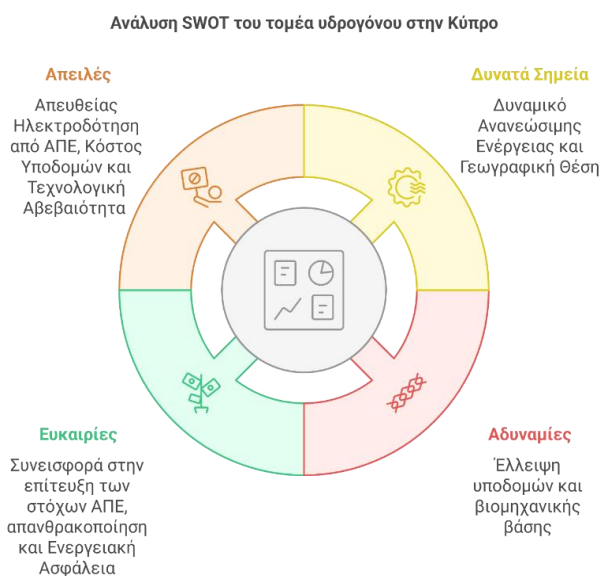 Ανάλυση SWOT του τομέα υδρογόνου στην Κύπρο
Απειλές
Απευθείας
Ηλεκτροδότηση
από ΑΠΕ, Κόστος
Υποδομών και
Τεχνολογική
Αβεβαιότητα
Δυνατά Σημεία
Δυναμικό
Ανανεώσιμης
Ενέργειας και
Γεωγραφική Θέση
Ευκαιρίες
Συνεισφορά στην
επίτευξη των
στόχων ΑΠΕ,
απανθρακοποίηση
και Ενεργειακή
Ασφάλεια
Αδυναμίες
Έλλειψη
υποδομών και
βιομηχανικής
βάσης